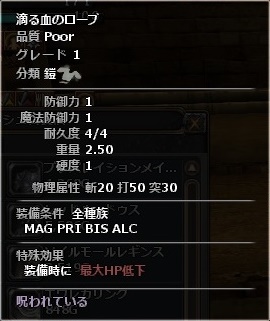 滴る血のローブ
品質 Poor
グレード 1
分類 鎧
防御力 1
魔法防御力 1
耐久度 4/4
重量 2.50
硬度 1
物理属性 斬20 打50 突30
装備条件 全種族
MAG PRI BIS ALC
特殊効果
装備時に 最大HP低下
呪われている